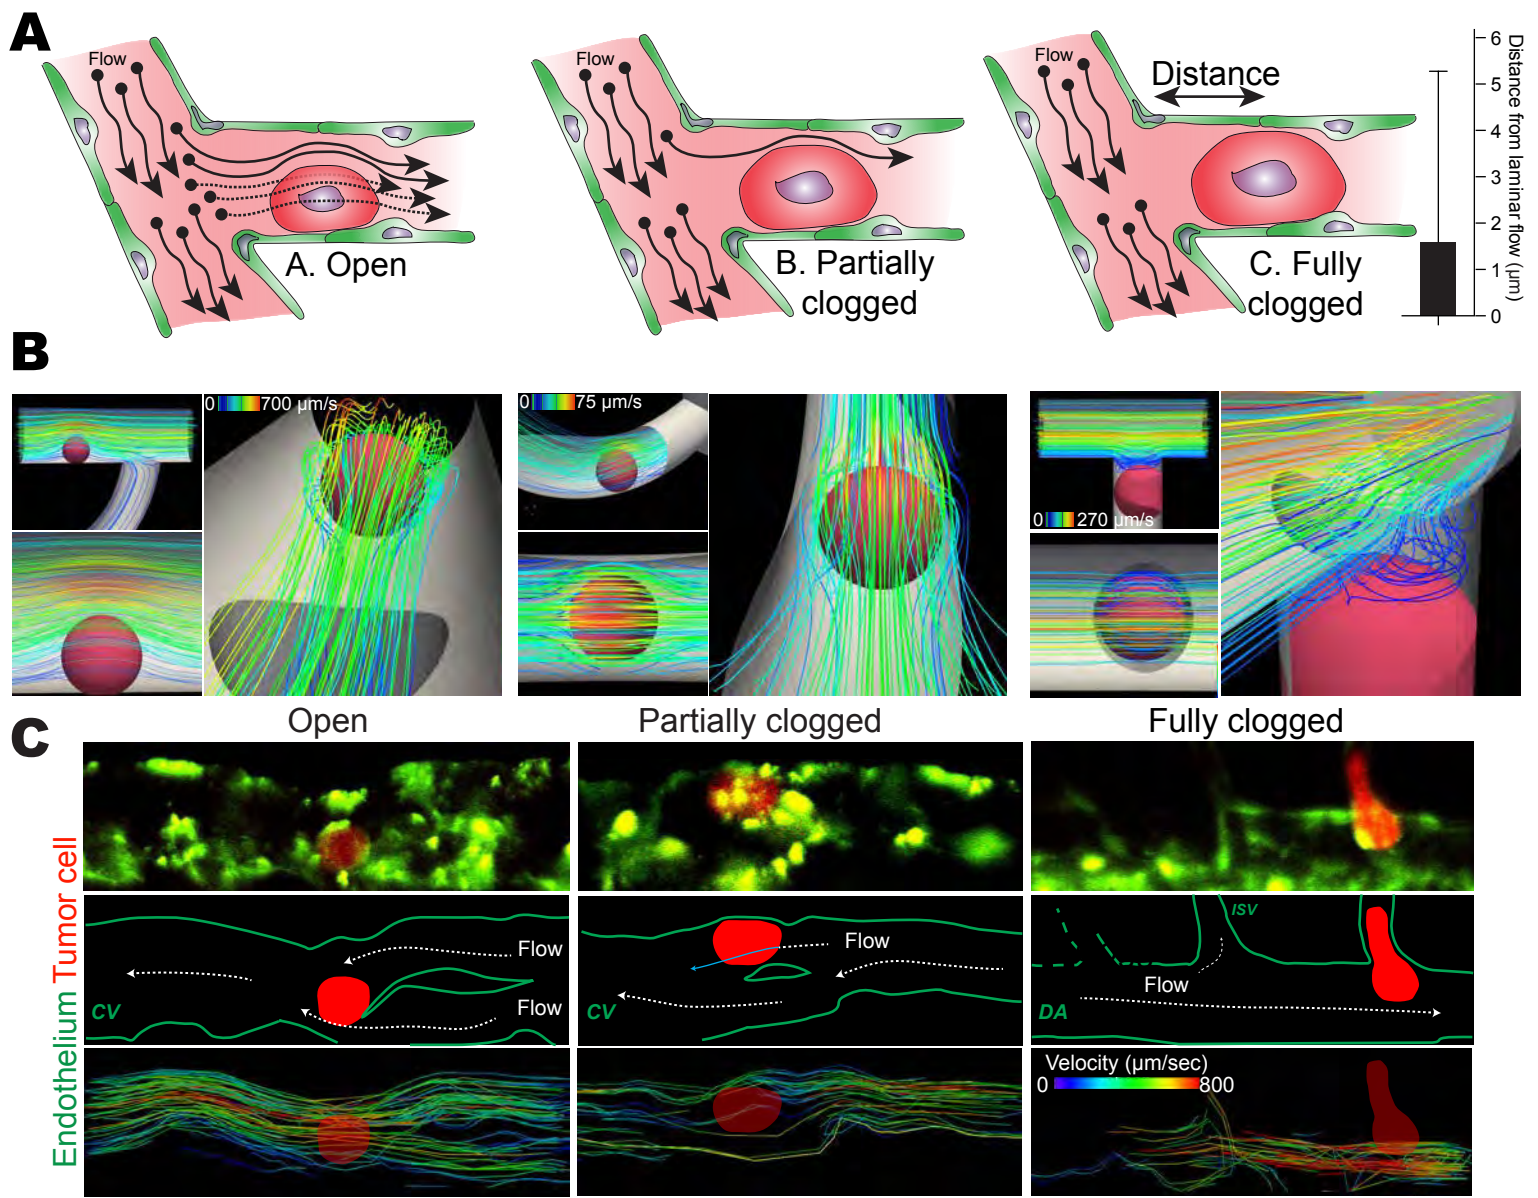 A
Flow
A. Open
Flow
B. Partially
clogged
Flow
Distance
C. Fully
clogged
6
5
4
3
2
1
0
Distance from laminar flow (µm)
B
0 700 µm/s
0 75 µm/s
0 270 µm/s
C
Open
Partially clogged
Fully clogged
Endothelium Tumor cell
Flow
Flow
CV
Flow
CV
ISV
Flow
DA
Velocity (µm/sec)
0 800